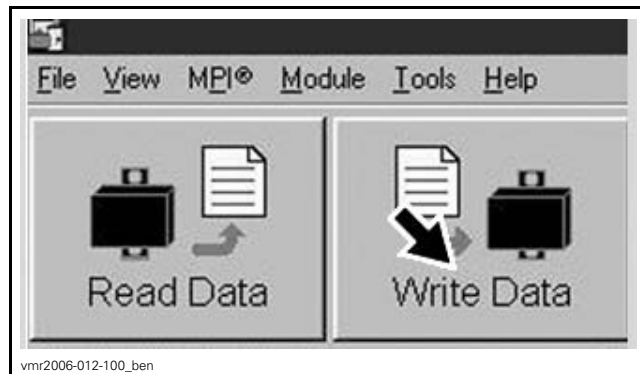 File View MPI® Module Tools Help
Read Data Write Data
vmr2006-012-100_ben